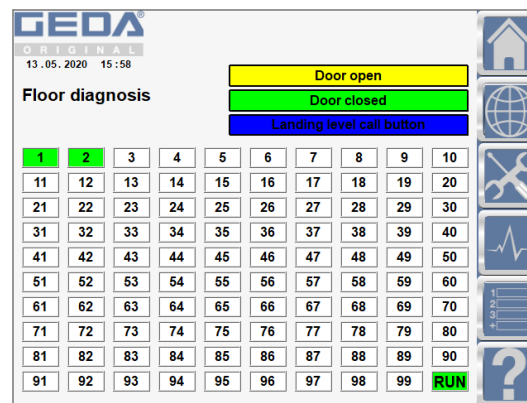 GEDA®
ORIGINAL
13.05.2020 15:58
Door open
Floor diagnosis
Door closed
Landing level call button
1 2 3 4 5 6 7 8 9 10
11 12 13 14 15 16 17 18 19 20
21 22 23 24 25 26 27 28 29 30
31 32 33 34 35 36 37 38 39 40
41 42 43 44 45 46 47 48 49 50
51 52 53 54 55 56 57 58 59 60
61 62 63 64 65 66 67 68 69 70
71 72 73 74 75 76 77 78 79 80
81 82 83 84 85 86 87 88 89 90
91 92 93 94 95 96 97 98 99 RUN
1
2
3
+
?